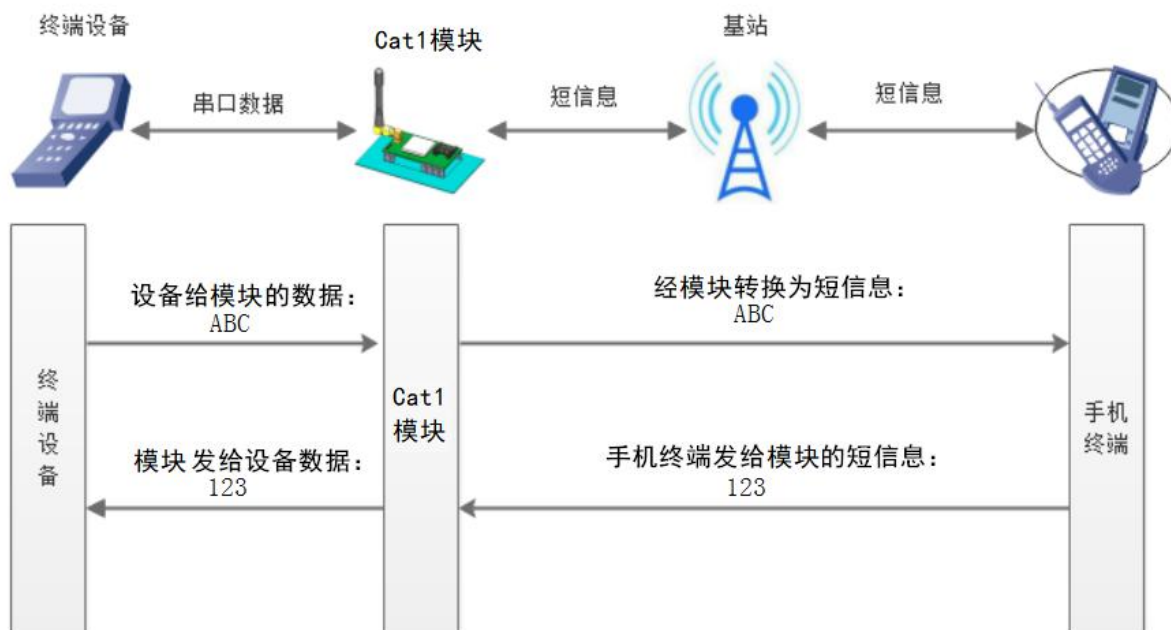 终端设备
Cat1模块
基站
串口数据
短信息
短信息
设备给模块的数据：
ABC
经模块转换为短信息：
ABC
终端设备
Cat1
模块
手机
终端
模块发给设备数据：
123
手机终端发给模块的短信息：
123